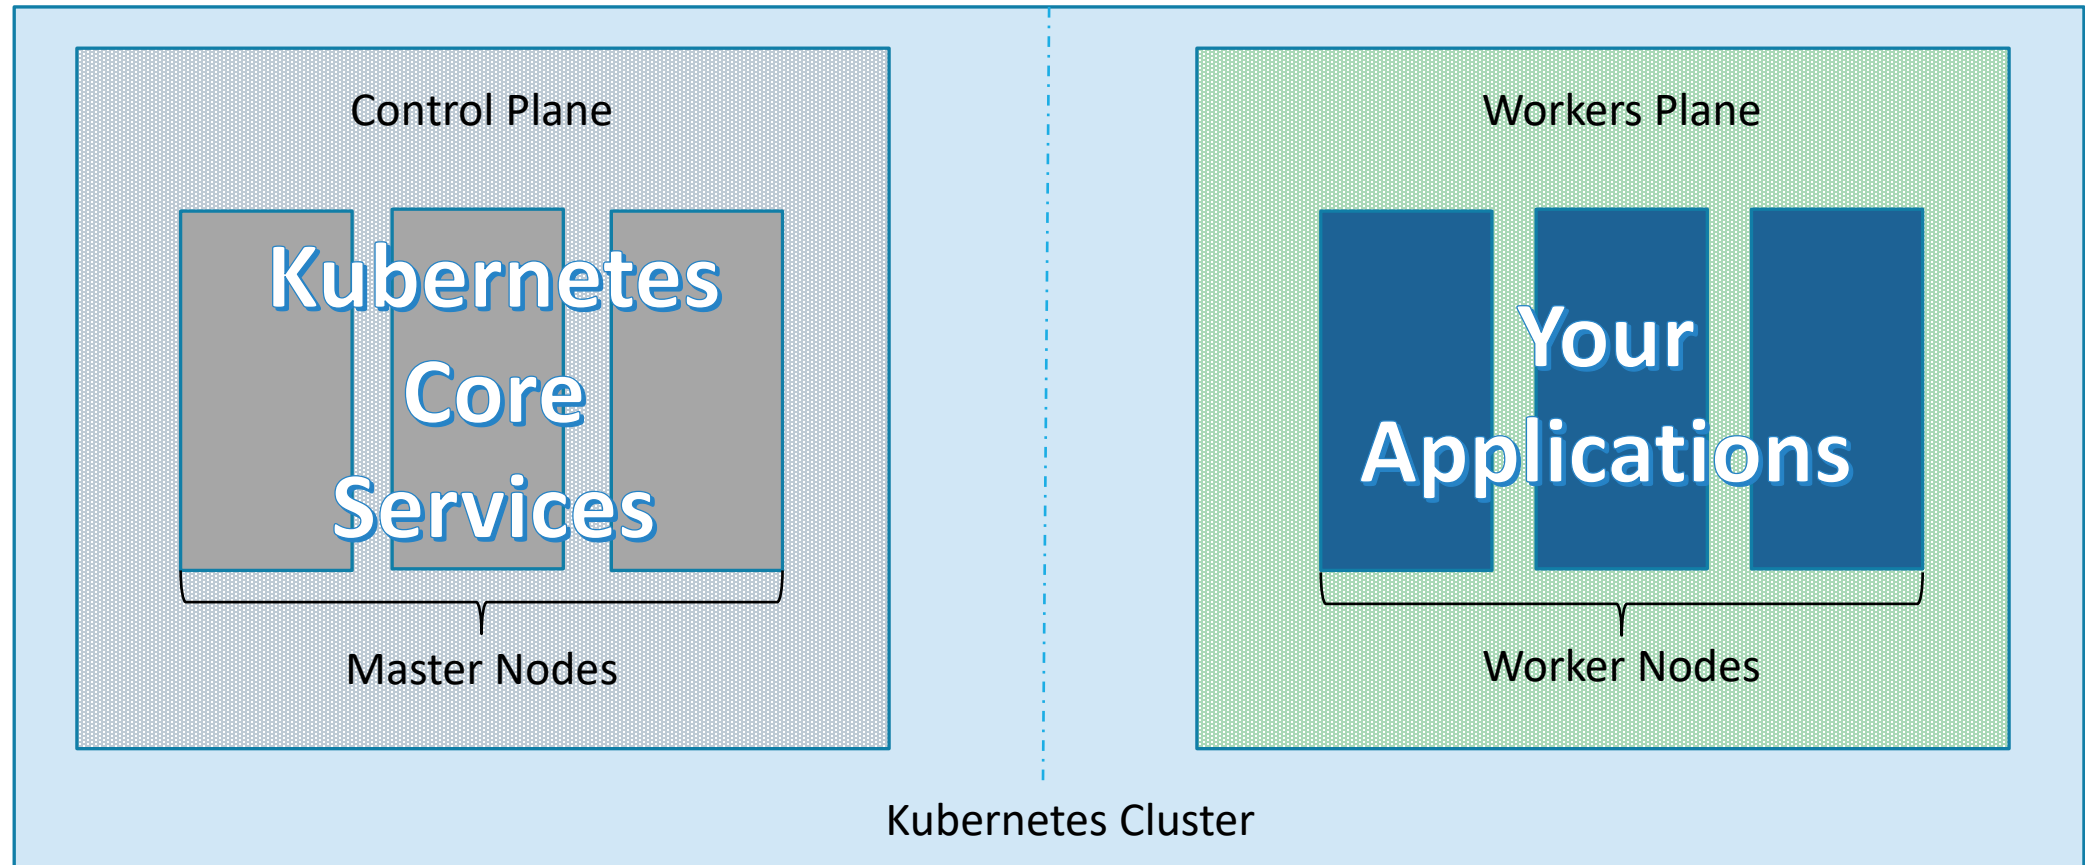 Control Plane
Kubernetes
Core
Services
Master Nodes
Workers Plane
Your
Applications
Worker Nodes
Kubernetes Cluster